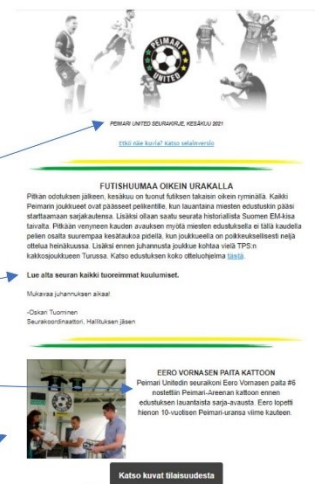 PEIMARI
UNITED
PEIMARI UNITED SEURAKIRJE, KESÄKUU 2021
Etkö näe kuvia? Katso selainversio
FUTISHUUMAA OIKEIN URAKALLA
Pitkän odotuksen jälkeen, kesäkuu on tuonut futiksen takaisin oikein ryminällä. Kaikki
Peimarin joukkueet ovat päässeet pelikentille, kun lauantaina miesten edustuskin pääsi
starttaamaan sarjakautensa. Lisäksi ollaan saatu seurata historiallista Suomen EM-kisa
taivalta. Pitkään venyneen kauden avauksen myötä miesten edustuksella ei tällä kaudella
pelien osalta suurempaa kesätaukoa pidellä, kun joukkueella on poikkeuksellisesti neljä
ottelua heinäkuussa. Lisäksi ennen juhannusta joukkue kohtaa vielä TPS:n
kakkosjoukkueen Turussa. Katso edustuksen koko otteluohjelma tästä.
Lue alta seuran kaikki tuoreimmat kuulumiset.
Mukavaa juhannuksen aikaa!
-Oskari Tuominen
Seurakoordinaattori, Hallituksen jäsen
EERO VORNASEN PAITA KATTOON
Peimari Unitedin seuraikoni Eero Vornasen paita #6
nostettiin Peimari-Areenan kattoon ennen
edustuksen lauantaista sarja-avausta. Eero lopetti
hienon 10-vuotisen Peimari-uransa viime kauteen.
Katso kuvat tilaisuudesta